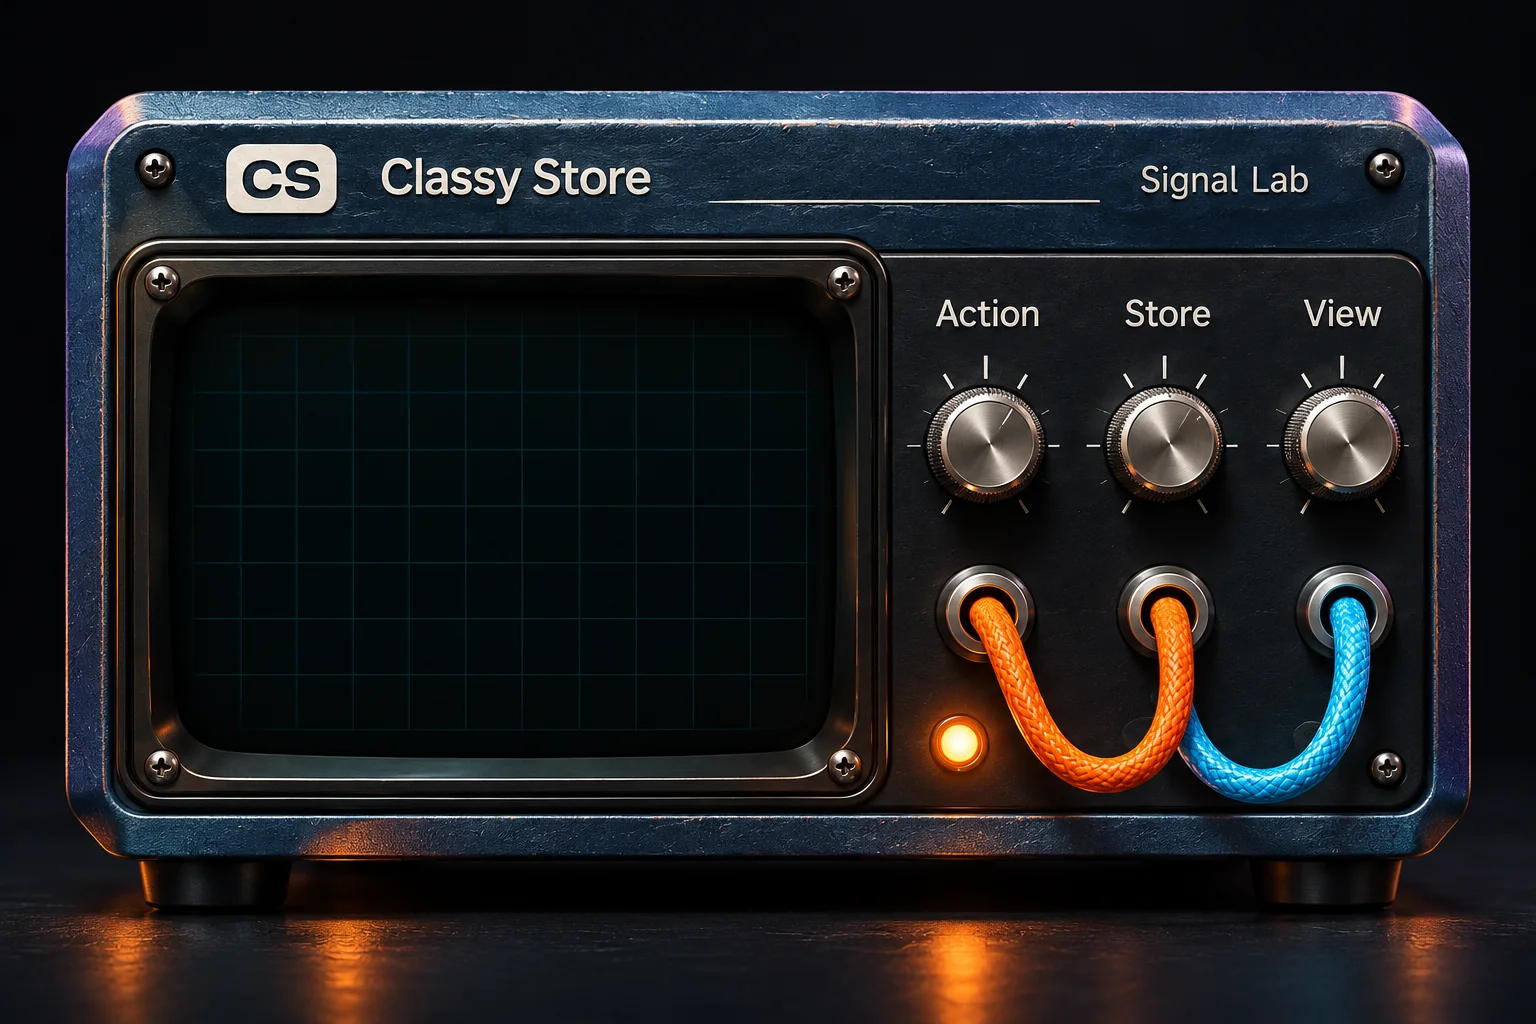 CS Classy Store
Signal Lab
Action
Store
View